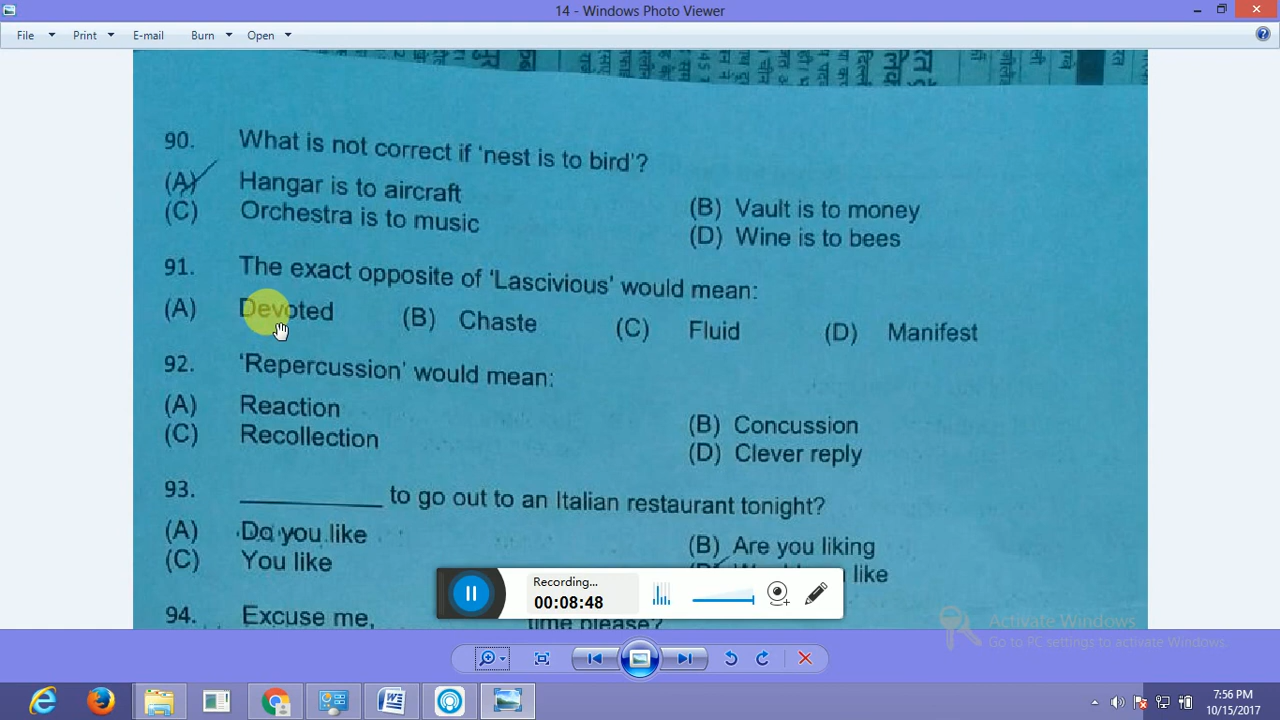 14 - Windows Photo Viewer
File Print E-mail Burn Open
90. What is not correct if 'nest is to bird'?
(A) Hangar is to aircraft
(B) Vault is to money
(C) Orchestra is to music
(D) Wine is to bees
91. The exact opposite of 'Lascivious' would mean:
(A) Devoted (B) Chaste (C) Fluid (D) Manifest
92. 'Repercussion' would mean:
(A) Reaction
(B) Concussion
(C) Recollection
(D) Clever reply
93. __________ to go out to an Italian restaurant tonight?
(A) Do you like
(B) Are you liking
(C) You like
like
Recording...
00:08:48
94. Excuse me, time please?
Activate Windows
Go to PC settings to activate Windows.
7:56 PM
10/15/2017